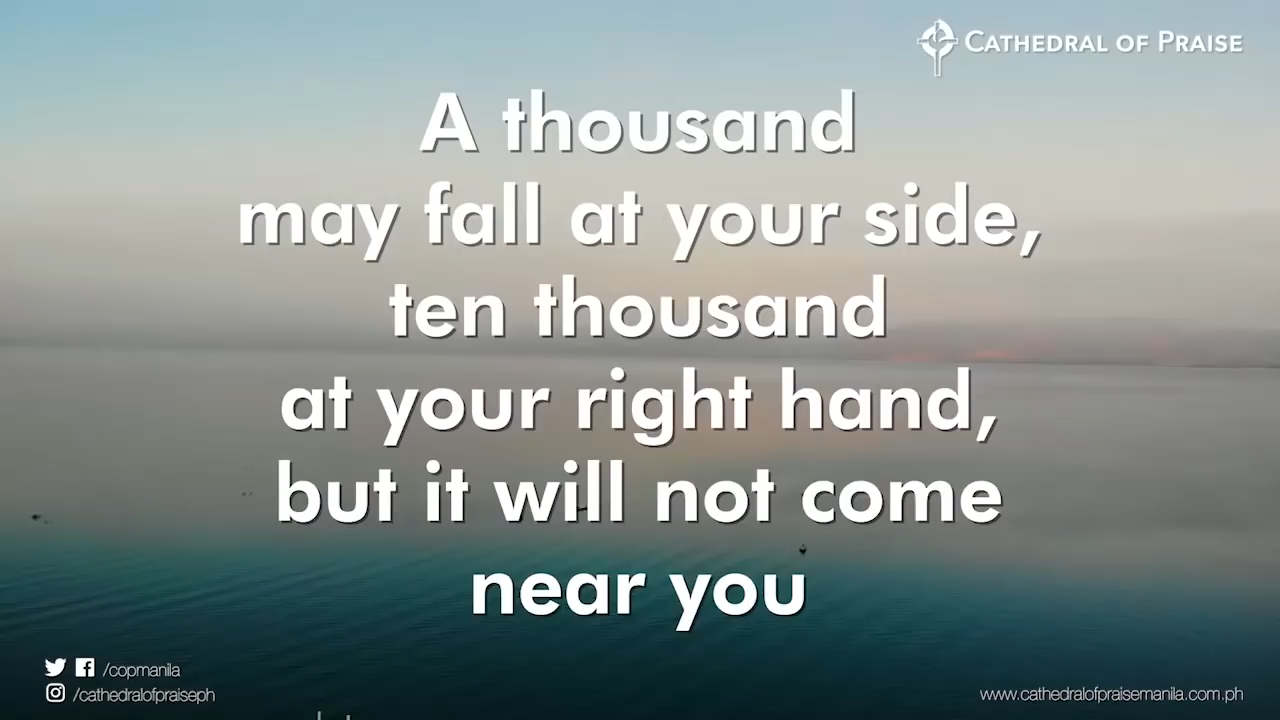 CATHEDRAL OF PRAISE
A thousand
may fall at your side,
ten thousand
at your right hand,
but it will not come
near you
/copmanila
/cathedralofpraiseph
www.cathedralofpraisemanila.com.ph